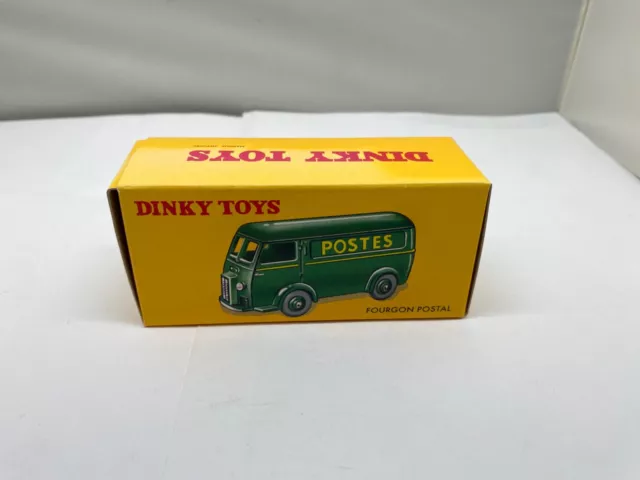 DINKY TOYS
DINKY TOYS
POSTES
FOURGON POSTAL